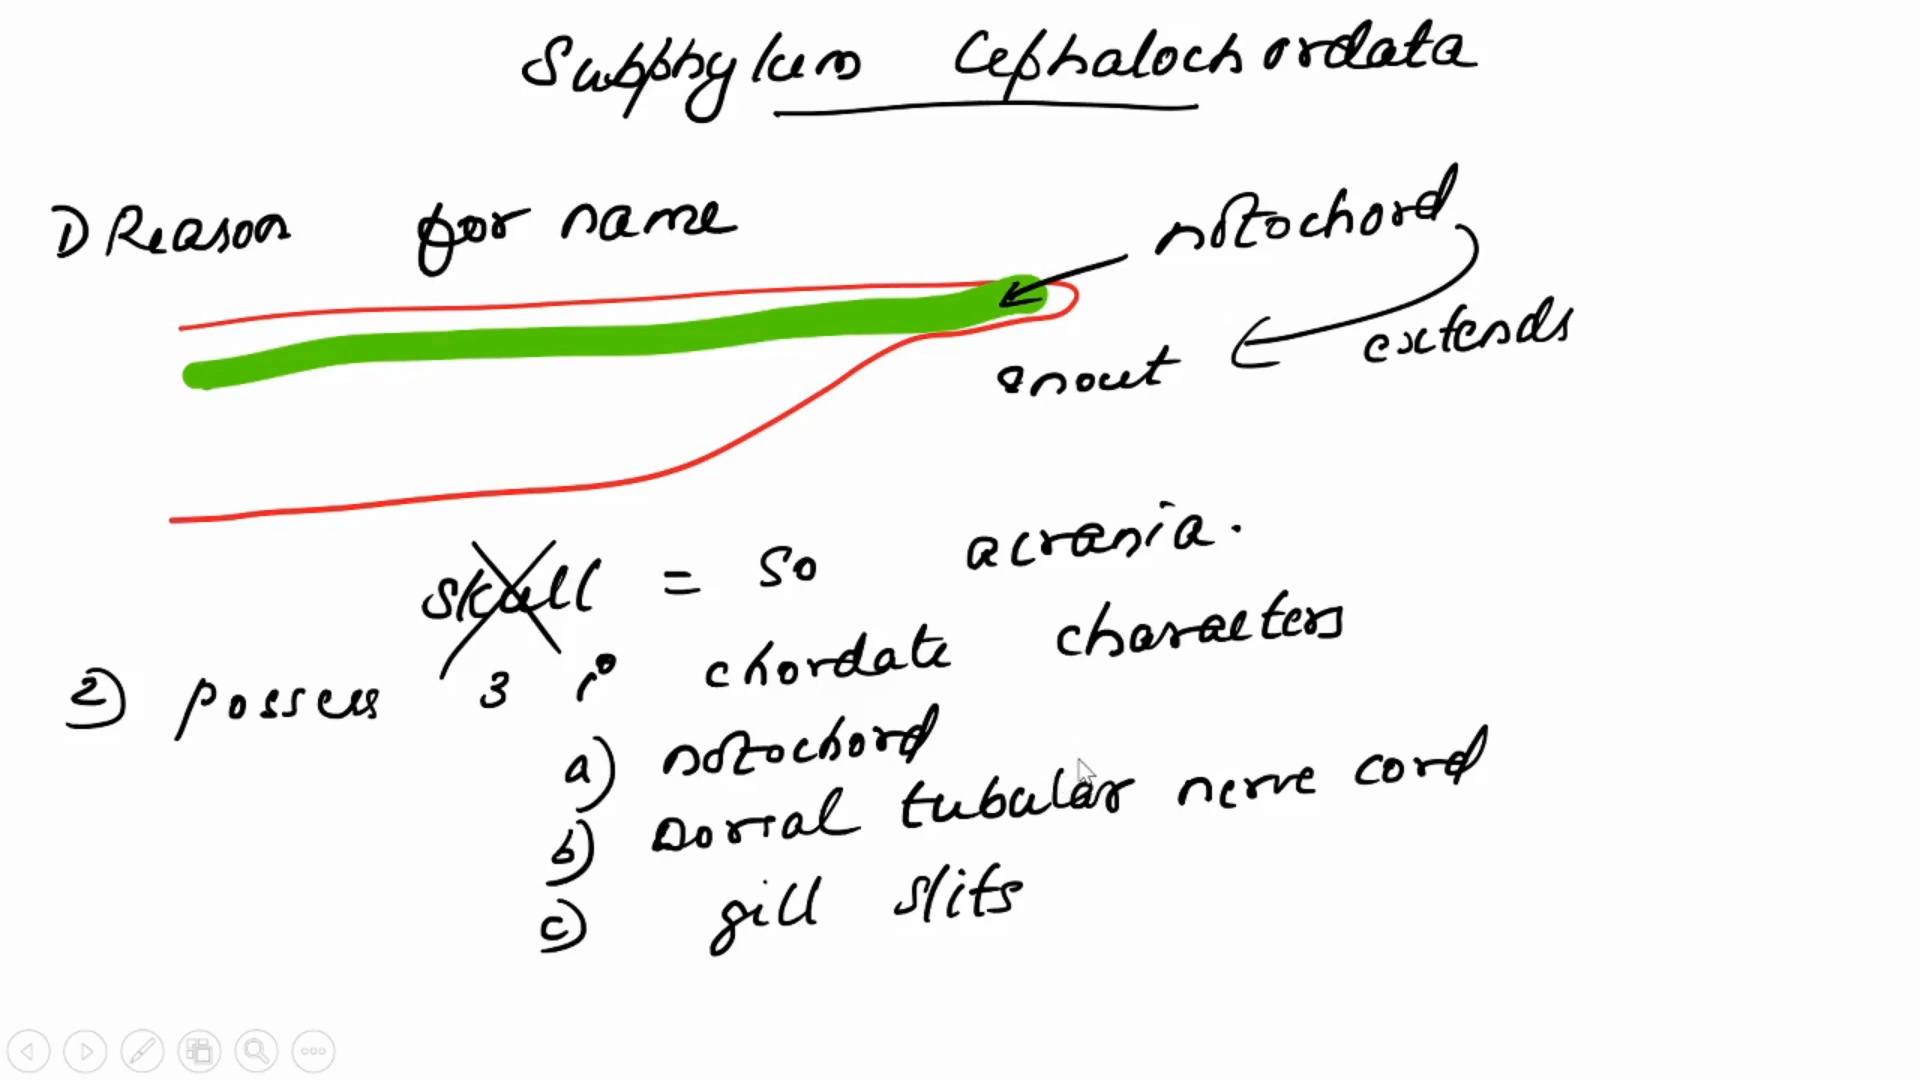 Subphylum Cephalochordata
1) Reason for name
notochord
snout extends
skull = so acrania.
2) possess 3 1° chordate characters
a) notochord
b) Dorsal tubular nerve cord
c) gill slits